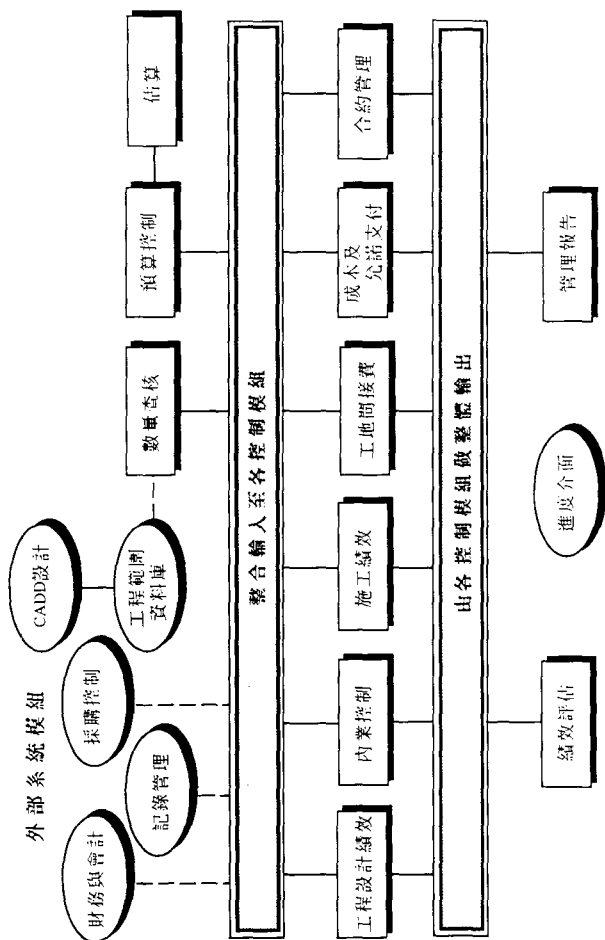 外部系統模組
CADD設計
財務與會計
記錄管理
採購控制
工程範圍
資料庫
數量查核
預算控制
估算
整合輸入至各控制模組
工程設計績效
內業控制
施工績效
工地間接費
成本及
允諾支付
合約管理
由各控制模組做整體輸出
績效評估
進度介面
管理報告